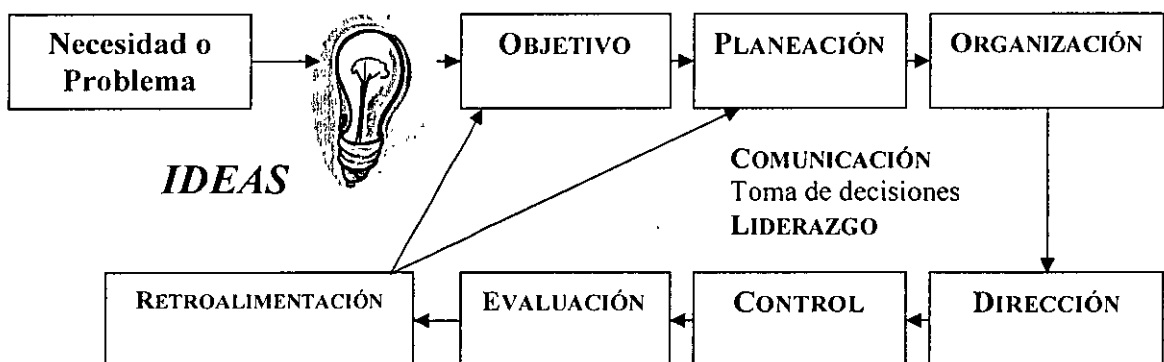 Necesidad o
Problema
OBJETIVO
PLANEACIÓN
ORGANIZACIÓN
IDEAS
COMUNICACIÓN
Toma de decisiones
LIDERAZGO
RETROALIMENTACIÓN
EVALUACIÓN
CONTROL
DIRECCIÓN